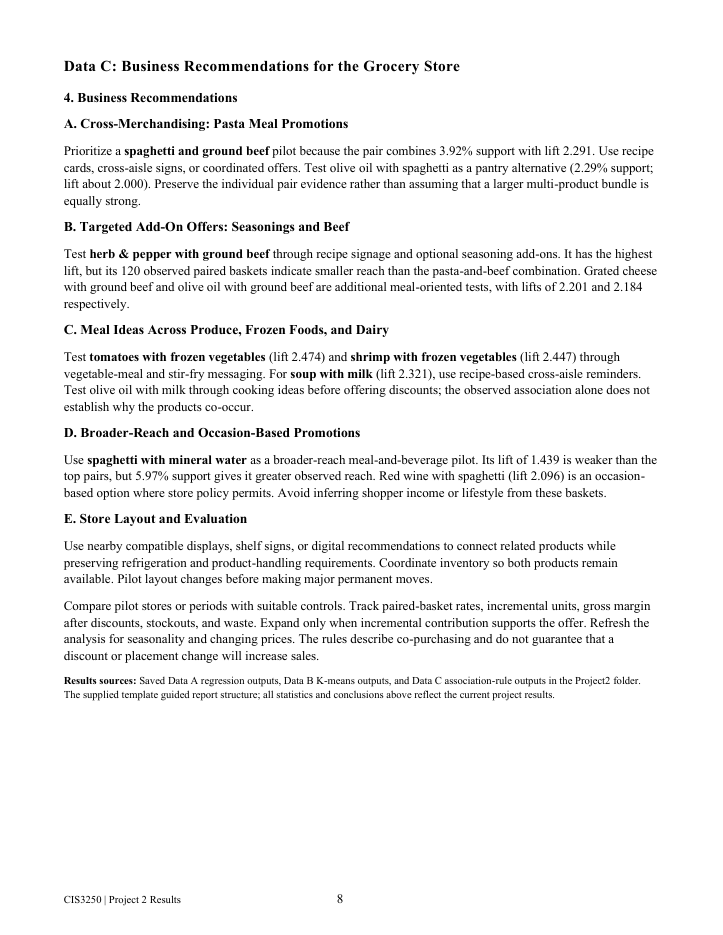 Data C: Business Recommendations for the Grocery Store
4. Business Recommendations
A. Cross-Merchandising: Pasta Meal Promotions
Prioritize a spaghetti and ground beef pilot because the pair combines 3.92% support with lift 2.291. Use recipe
cards, cross-aisle signs, or coordinated offers. Test olive oil with spaghetti as a pantry alternative (2.29% support;
lift about 2.000). Preserve the individual pair evidence rather than assuming that a larger multi-product bundle is
equally strong.
B. Targeted Add-On Offers: Seasonings and Beef
Test herb & pepper with ground beef through recipe signage and optional seasoning add-ons. It has the highest
lift, but its 120 observed paired baskets indicate smaller reach than the pasta-and-beef combination. Grated cheese
with ground beef and olive oil with ground beef are additional meal-oriented tests, with lifts of 2.201 and 2.184
respectively.
C. Meal Ideas Across Produce, Frozen Foods, and Dairy
Test tomatoes with frozen vegetables (lift 2.474) and shrimp with frozen vegetables (lift 2.447) through
vegetable-meal and stir-fry messaging. For soup with milk (lift 2.321), use recipe-based cross-aisle reminders.
Test olive oil with milk through cooking ideas before offering discounts; the observed association alone does not
establish why the products co-occur.
D. Broader-Reach and Occasion-Based Promotions
Use spaghetti with mineral water as a broader-reach meal-and-beverage pilot. Its lift of 1.439 is weaker than the
top pairs, but 5.97% support gives it greater observed reach. Red wine with spaghetti (lift 2.096) is an occasion-
based option where store policy permits. Avoid inferring shopper income or lifestyle from these baskets.
E. Store Layout and Evaluation
Use nearby compatible displays, shelf signs, or digital recommendations to connect related products while
preserving refrigeration and product-handling requirements. Coordinate inventory so both products remain
available. Pilot layout changes before making major permanent moves.
Compare pilot stores or periods with suitable controls. Track paired-basket rates, incremental units, gross margin
after discounts, stockouts, and waste. Expand only when incremental contribution supports the offer. Refresh the
analysis for seasonality and changing prices. The rules describe co-purchasing and do not guarantee that a
discount or placement change will increase sales.
Results sources: Saved Data A regression outputs, Data B K-means outputs, and Data C association-rule outputs in the Project2 folder.
The supplied template guided report structure; all statistics and conclusions above reflect the current project results.
CIS3250 | Project 2 Results
8